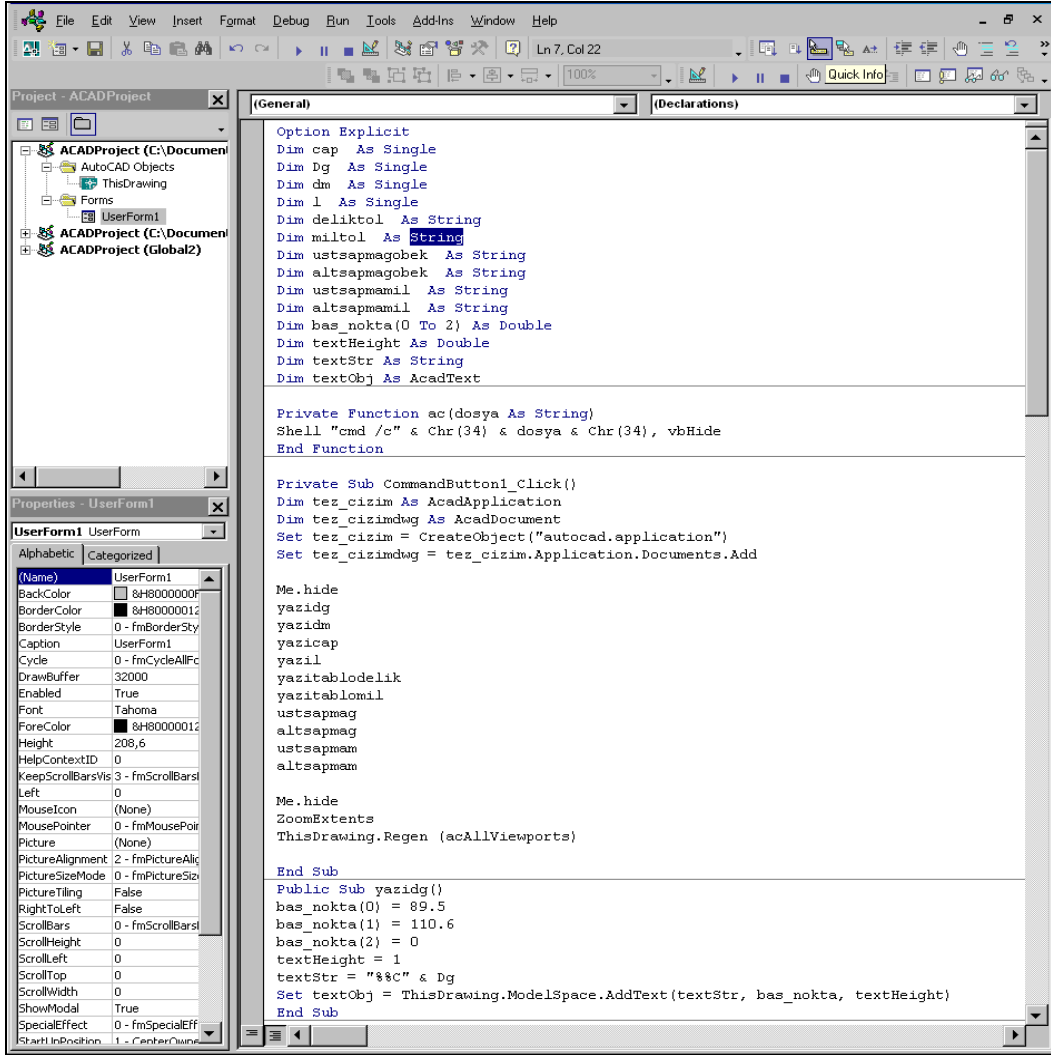 File Edit View Insert Format Debug Run Tools Add-Ins Window Help
Ln 7, Col 22
100%
Quick Info
Project - ACADProject
ACADProject (C:\Documen
AutoCAD Objects
ThisDrawing
Forms
UserForm1
ACADProject (C:\Documen
ACADProject (Global2)
Properties - UserForm1
UserForm1 UserForm
Alphabetic Categorized
(Name) UserForm1
BackColor &H8000000F
BorderColor &H80000012
BorderStyle 0 - fmBorderSty
Caption UserForm1
Cycle 0 - fmCycleAllFo
DrawBuffer 32000
Enabled True
Font Tahoma
ForeColor &H80000012
Height 208,6
HelpContextID 0
KeepScrollBarsVis 3 - fmScrollBarsI
Left 0
MouseIcon (None)
MousePointer 0 - fmMousePoin
Picture (None)
PictureAlignment 2 - fmPictureAlig
PictureSizeMode 0 - fmPictureSiz
PictureTiling False
RightToLeft False
ScrollBars 0 - fmScrollBarsI
ScrollHeight 0
ScrollLeft 0
ScrollTop 0
ScrollWidth 0
ShowModal True
SpecialEffect 0 - fmSpecialEff
StartUpPosition 1 - CenterOwne
(General) (Declarations)
Option Explicit
Dim cap As Single
Dim Dg As Single
Dim dm As Single
Dim l As Single
Dim deliktol As String
Dim miltol As String
Dim ustsapmagobek As String
Dim altsapmagobek As String
Dim ustsapmamil As String
Dim altsapmamil As String
Dim bas_nokta(0 To 2) As Double
Dim textHeight As Double
Dim textStr As String
Dim textObj As AcadText
Private Function ac(dosya As String)
Shell "cmd /c" & Chr(34) & dosya & Chr(34), vbHide
End Function
Private Sub CommandButton1_Click()
Dim tez_cizim As AcadApplication
Dim tez_cizimdwg As AcadDocument
Set tez_cizim = CreateObject("autocad.application")
Set tez_cizimdwg = tez_cizim.Application.Documents.Add
Me.hide
yazidg
yazidm
yazicap
yazil
yazitablodelik
yazitablomil
ustsapmag
altsapmag
ustsapmam
altsapmam
Me.hide
ZoomExtents
ThisDrawing.Regen (acAllViewports)
End Sub
Public Sub yazidg()
bas_nokta(0) = 89.5
bas_nokta(1) = 110.6
bas_nokta(2) = 0
textHeight = 1
textStr = "%%C" & Dg
Set textObj = ThisDrawing.ModelSpace.AddText(textStr, bas_nokta, textHeight)
End Sub